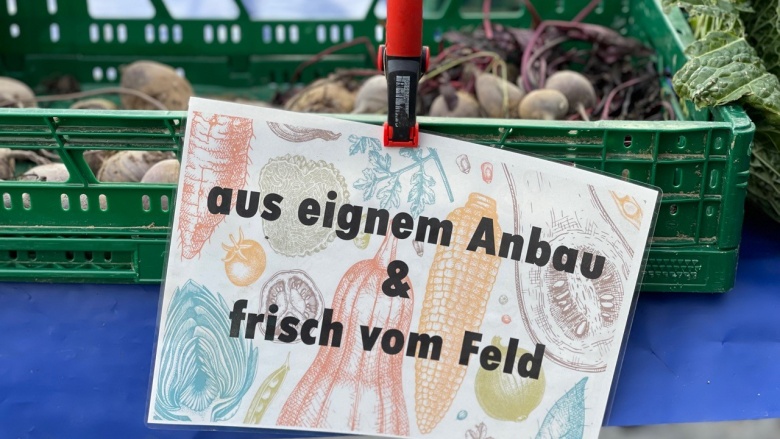 aus eignem Anbau
&
frisch vom Feld